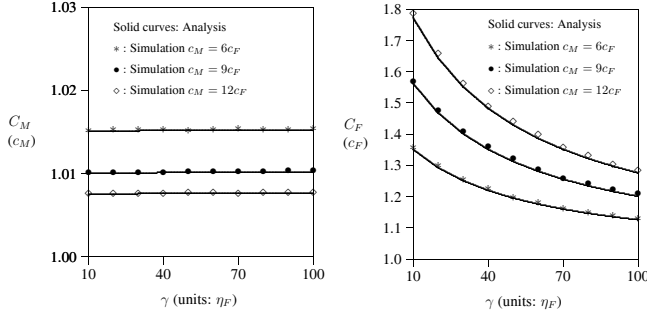 1.03
1.02
1.01
1.00
C_M
(c_M)
Solid curves: Analysis
* : Simulation c_M = 6c_F
● : Simulation c_M = 9c_F
◇ : Simulation c_M = 12c_F
10 40 70 100
γ (units: η_F)
1.8
1.7
1.6
1.5
1.4
1.3
1.2
1.1
1.0
C_F
(c_F)
Solid curves: Analysis
* : Simulation c_M = 6c_F
● : Simulation c_M = 9c_F
◇ : Simulation c_M = 12c_F
10 40 70 100
γ (units: η_F)